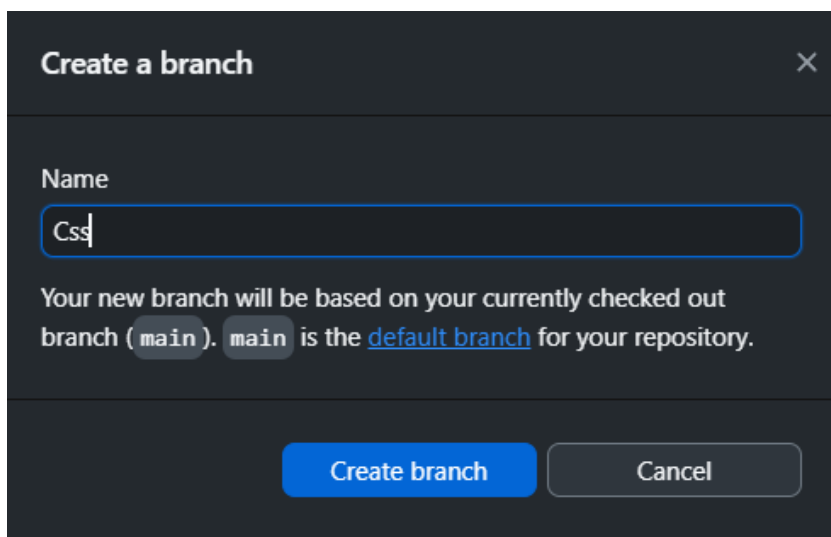 Create a branch
Name
Css
Your new branch will be based on your currently checked out
branch (main). main is the default branch for your repository.
Create branch
Cancel